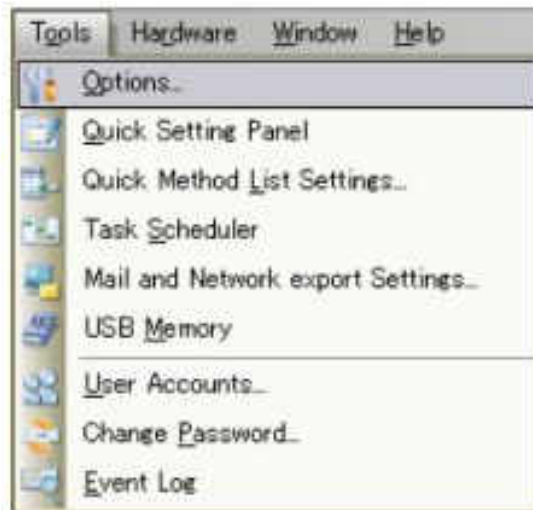 Tools Hardware Window Help
Options...
Quick Setting Panel
Quick Method List Settings...
Task Scheduler
Mail and Network export Settings...
USB Memory
User Accounts...
Change Password...
Event Log